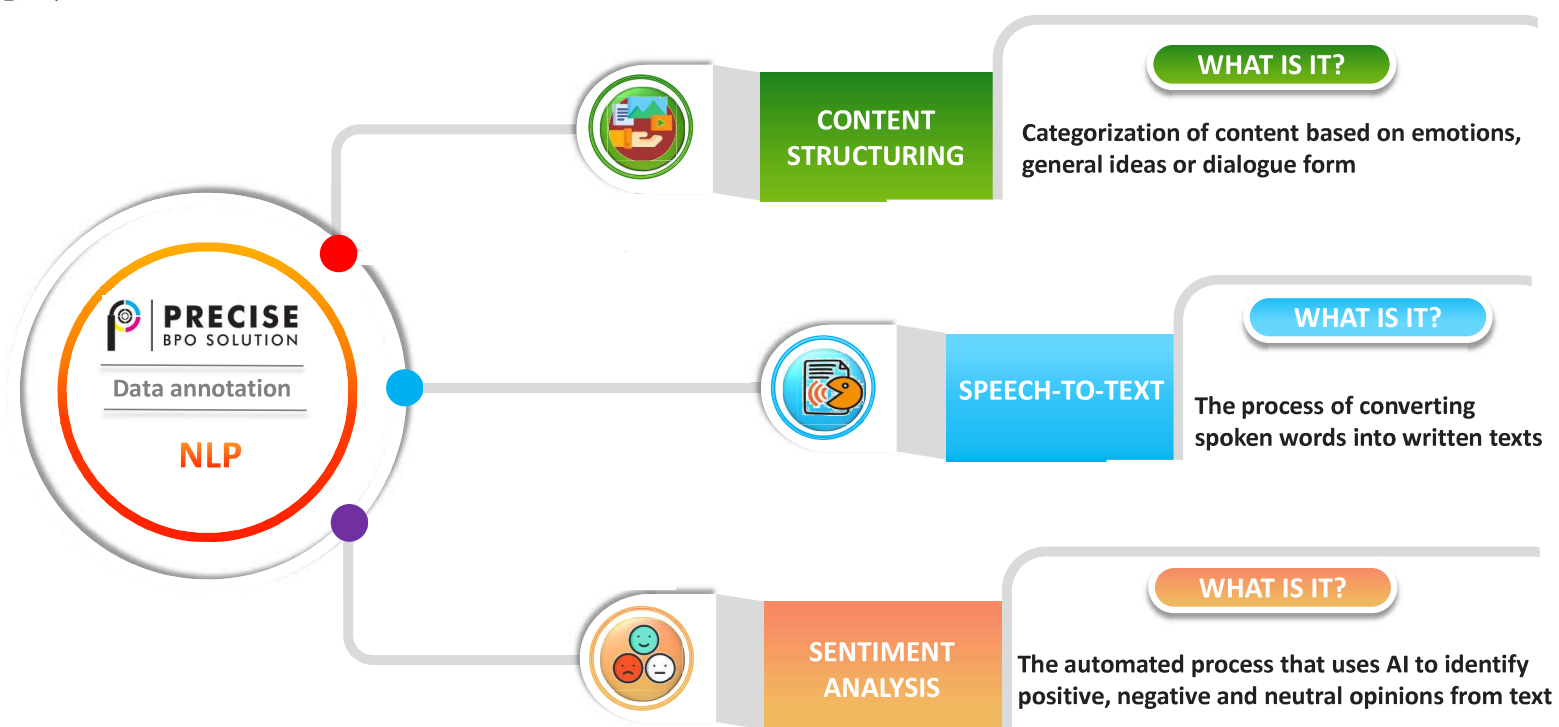 PRECISE
BPO SOLUTION
Data annotation
NLP
CONTENT
STRUCTURING
WHAT IS IT?
Categorization of content based on emotions,
general ideas or dialogue form
SPEECH-TO-TEXT
WHAT IS IT?
The process of converting
spoken words into written texts
SENTIMENT
ANALYSIS
WHAT IS IT?
The automated process that uses AI to identify
positive, negative and neutral opinions from text